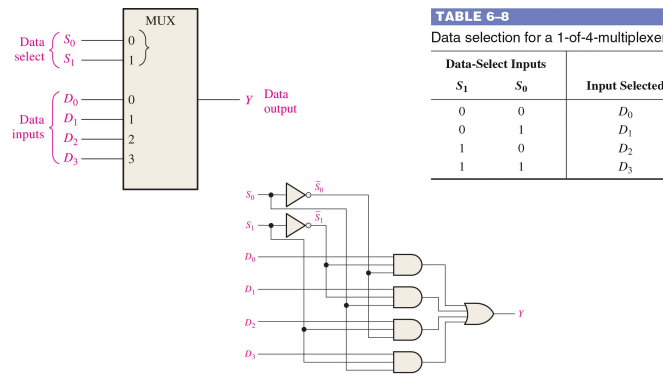 MUX
Data
select
S₀
S₁
0
1
Data
inputs
D₀
D₁
D₂
D₃
0
1
2
3
Y Data
output
TABLE 6–8
Data selection for a 1-of-4-multiplexer
Data-Select Inputs
S₁ S₀ Input Selected
0 0 D₀
0 1 D₁
1 0 D₂
1 1 D₃
S₀
S̅₀
S₁
S̅₁
D₀
D₁
D₂
D₃
Y